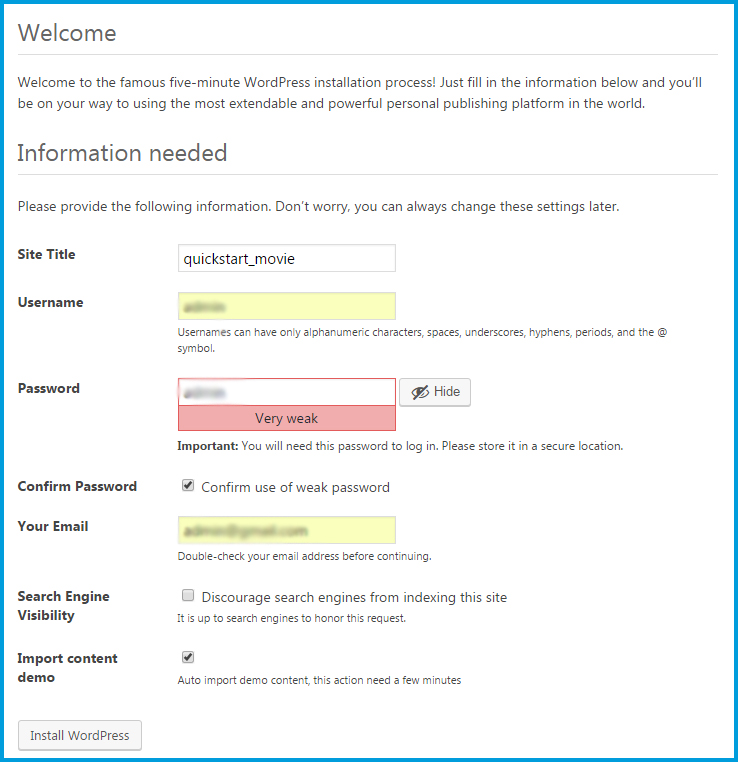 Welcome
Welcome to the famous five-minute WordPress installation process! Just fill in the information below and you’ll
be on your way to using the most extendable and powerful personal publishing platform in the world.
Information needed
Please provide the following information. Don’t worry, you can always change these settings later.
Site Title
quickstart_movie
Username
Usernames can have only alphanumeric characters, spaces, underscores, hyphens, periods, and the @
symbol.
Password
Hide
Very weak
Important: You will need this password to log in. Please store it in a secure location.
Confirm Password
Confirm use of weak password
Your Email
Double-check your email address before continuing.
Search Engine
Visibility
Discourage search engines from indexing this site
It is up to search engines to honor this request.
Import content
demo
Auto import demo content, this action need a few minutes
Install WordPress